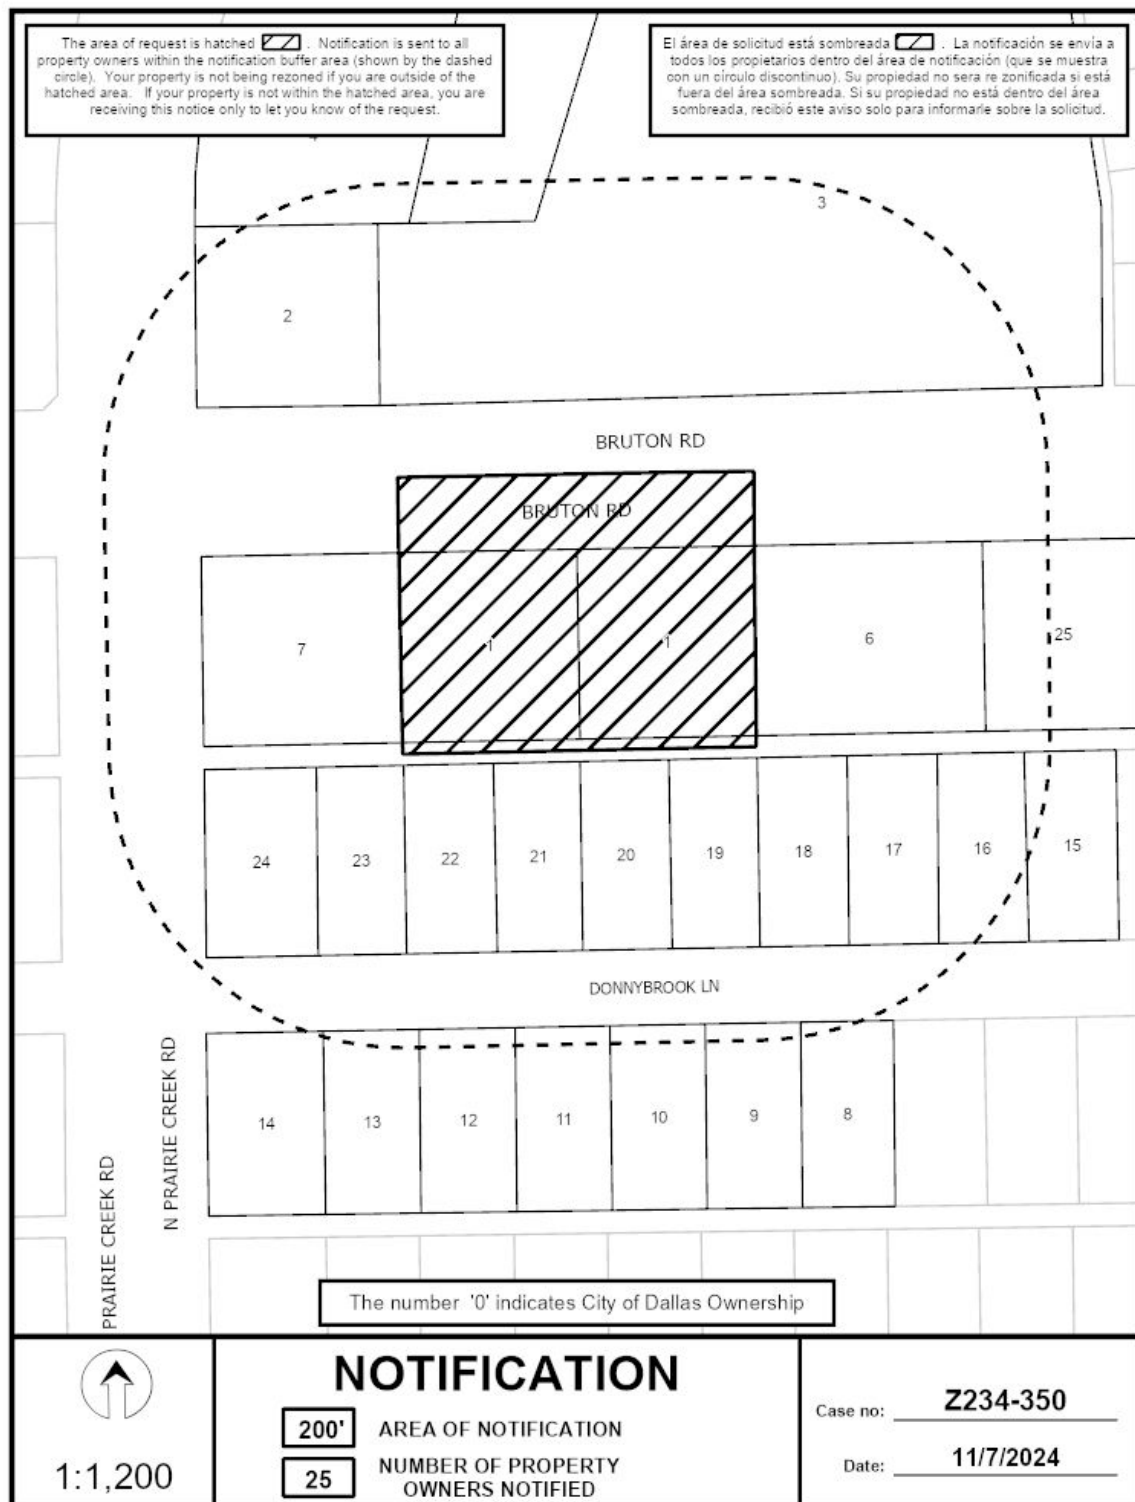 The area of request is hatched . Notification is sent to all
property owners within the notification buffer area (shown by the dashed
circle). Your property is not being rezoned if you are outside of the
hatched area. If your property is not within the hatched area, you are
receiving this notice only to let you know of the request.
El área de solicitud está sombreada . La notificación se envía a
todos los propietarios dentro del área de notificación (que se muestra
con un círculo discontinuo). Su propiedad no sera re zonificada si está
fuera del área sombreada. Si su propiedad no está dentro del área
sombreada, recibió este aviso solo para informarle sobre la solicitud.
3
2
BRUTON RD
BRUTON RD
7
1
1
6
25
24
23
22
21
20
19
18
17
16
15
DONNYBROOK LN
14
13
12
11
10
9
8
N PRAIRIE CREEK RD
PRAIRIE CREEK RD
The number '0' indicates City of Dallas Ownership
1:1,200
NOTIFICATION
200' AREA OF NOTIFICATION
25 NUMBER OF PROPERTY
OWNERS NOTIFIED
Case no: Z234-350
Date: 11/7/2024